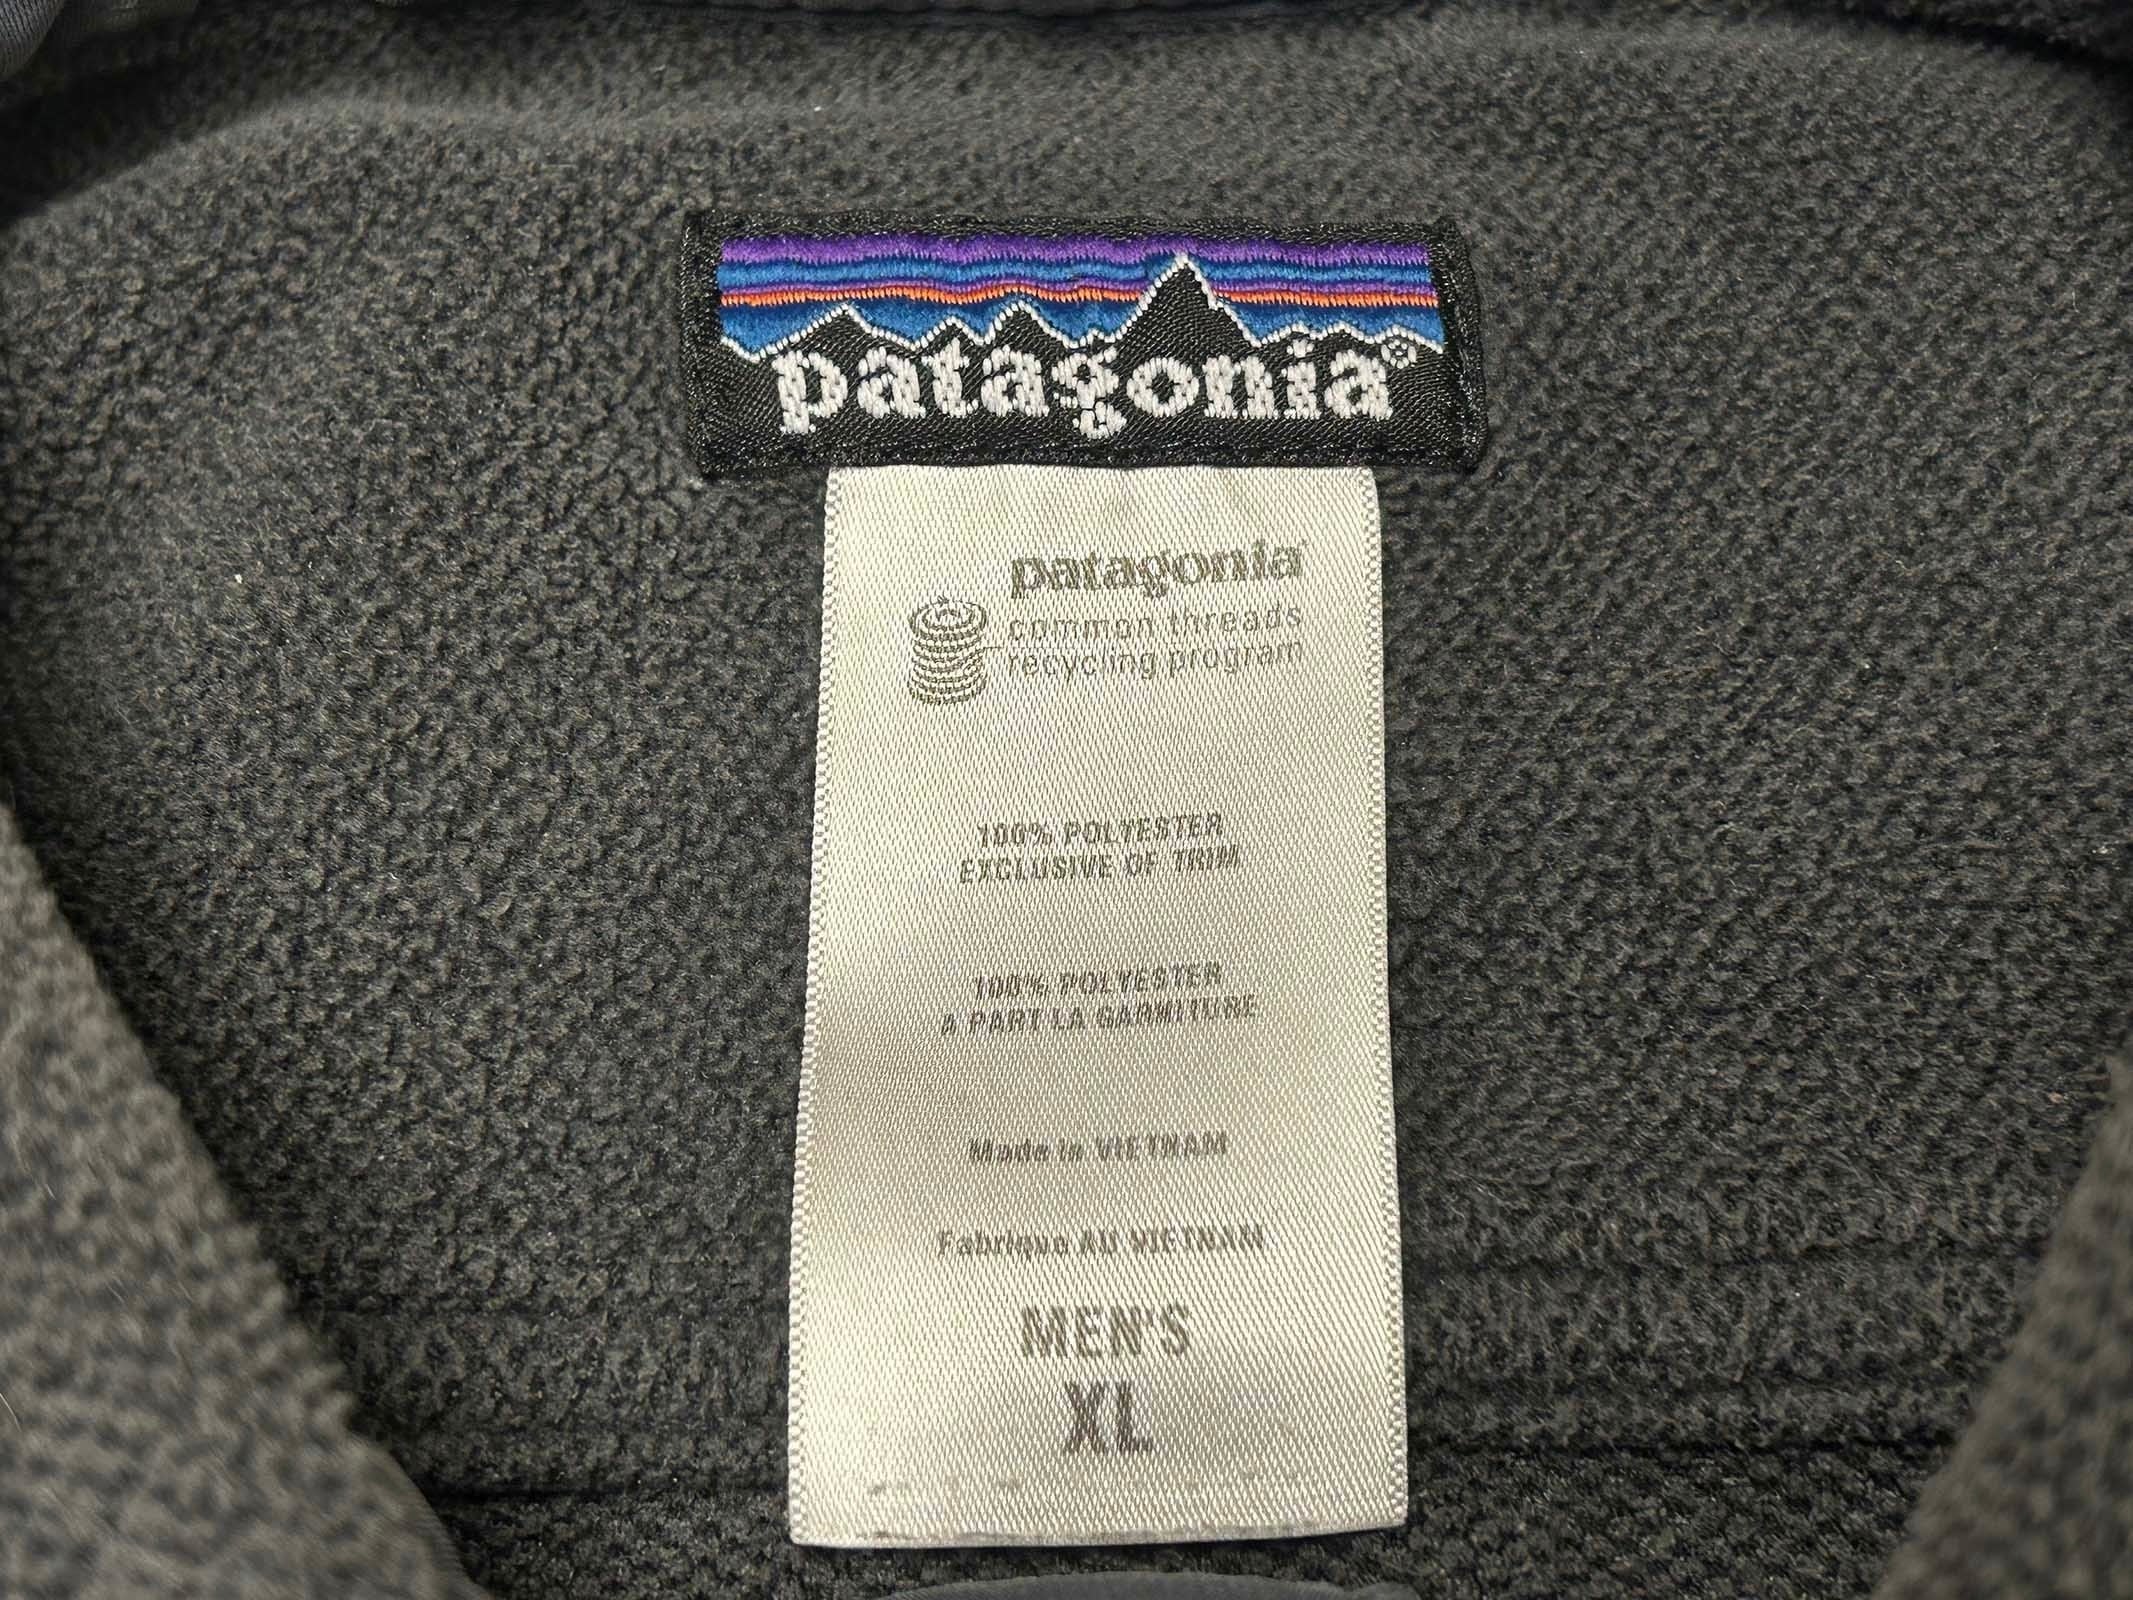 patagonia®
patagonia
common threads
recycling program
100% POLYESTER
EXCLUSIVE OF TRIM
100% POLYESTER
A PART LA GARNITURE
Made in VIETNAM
Fabrique AU VIETNAM
MEN'S
XL